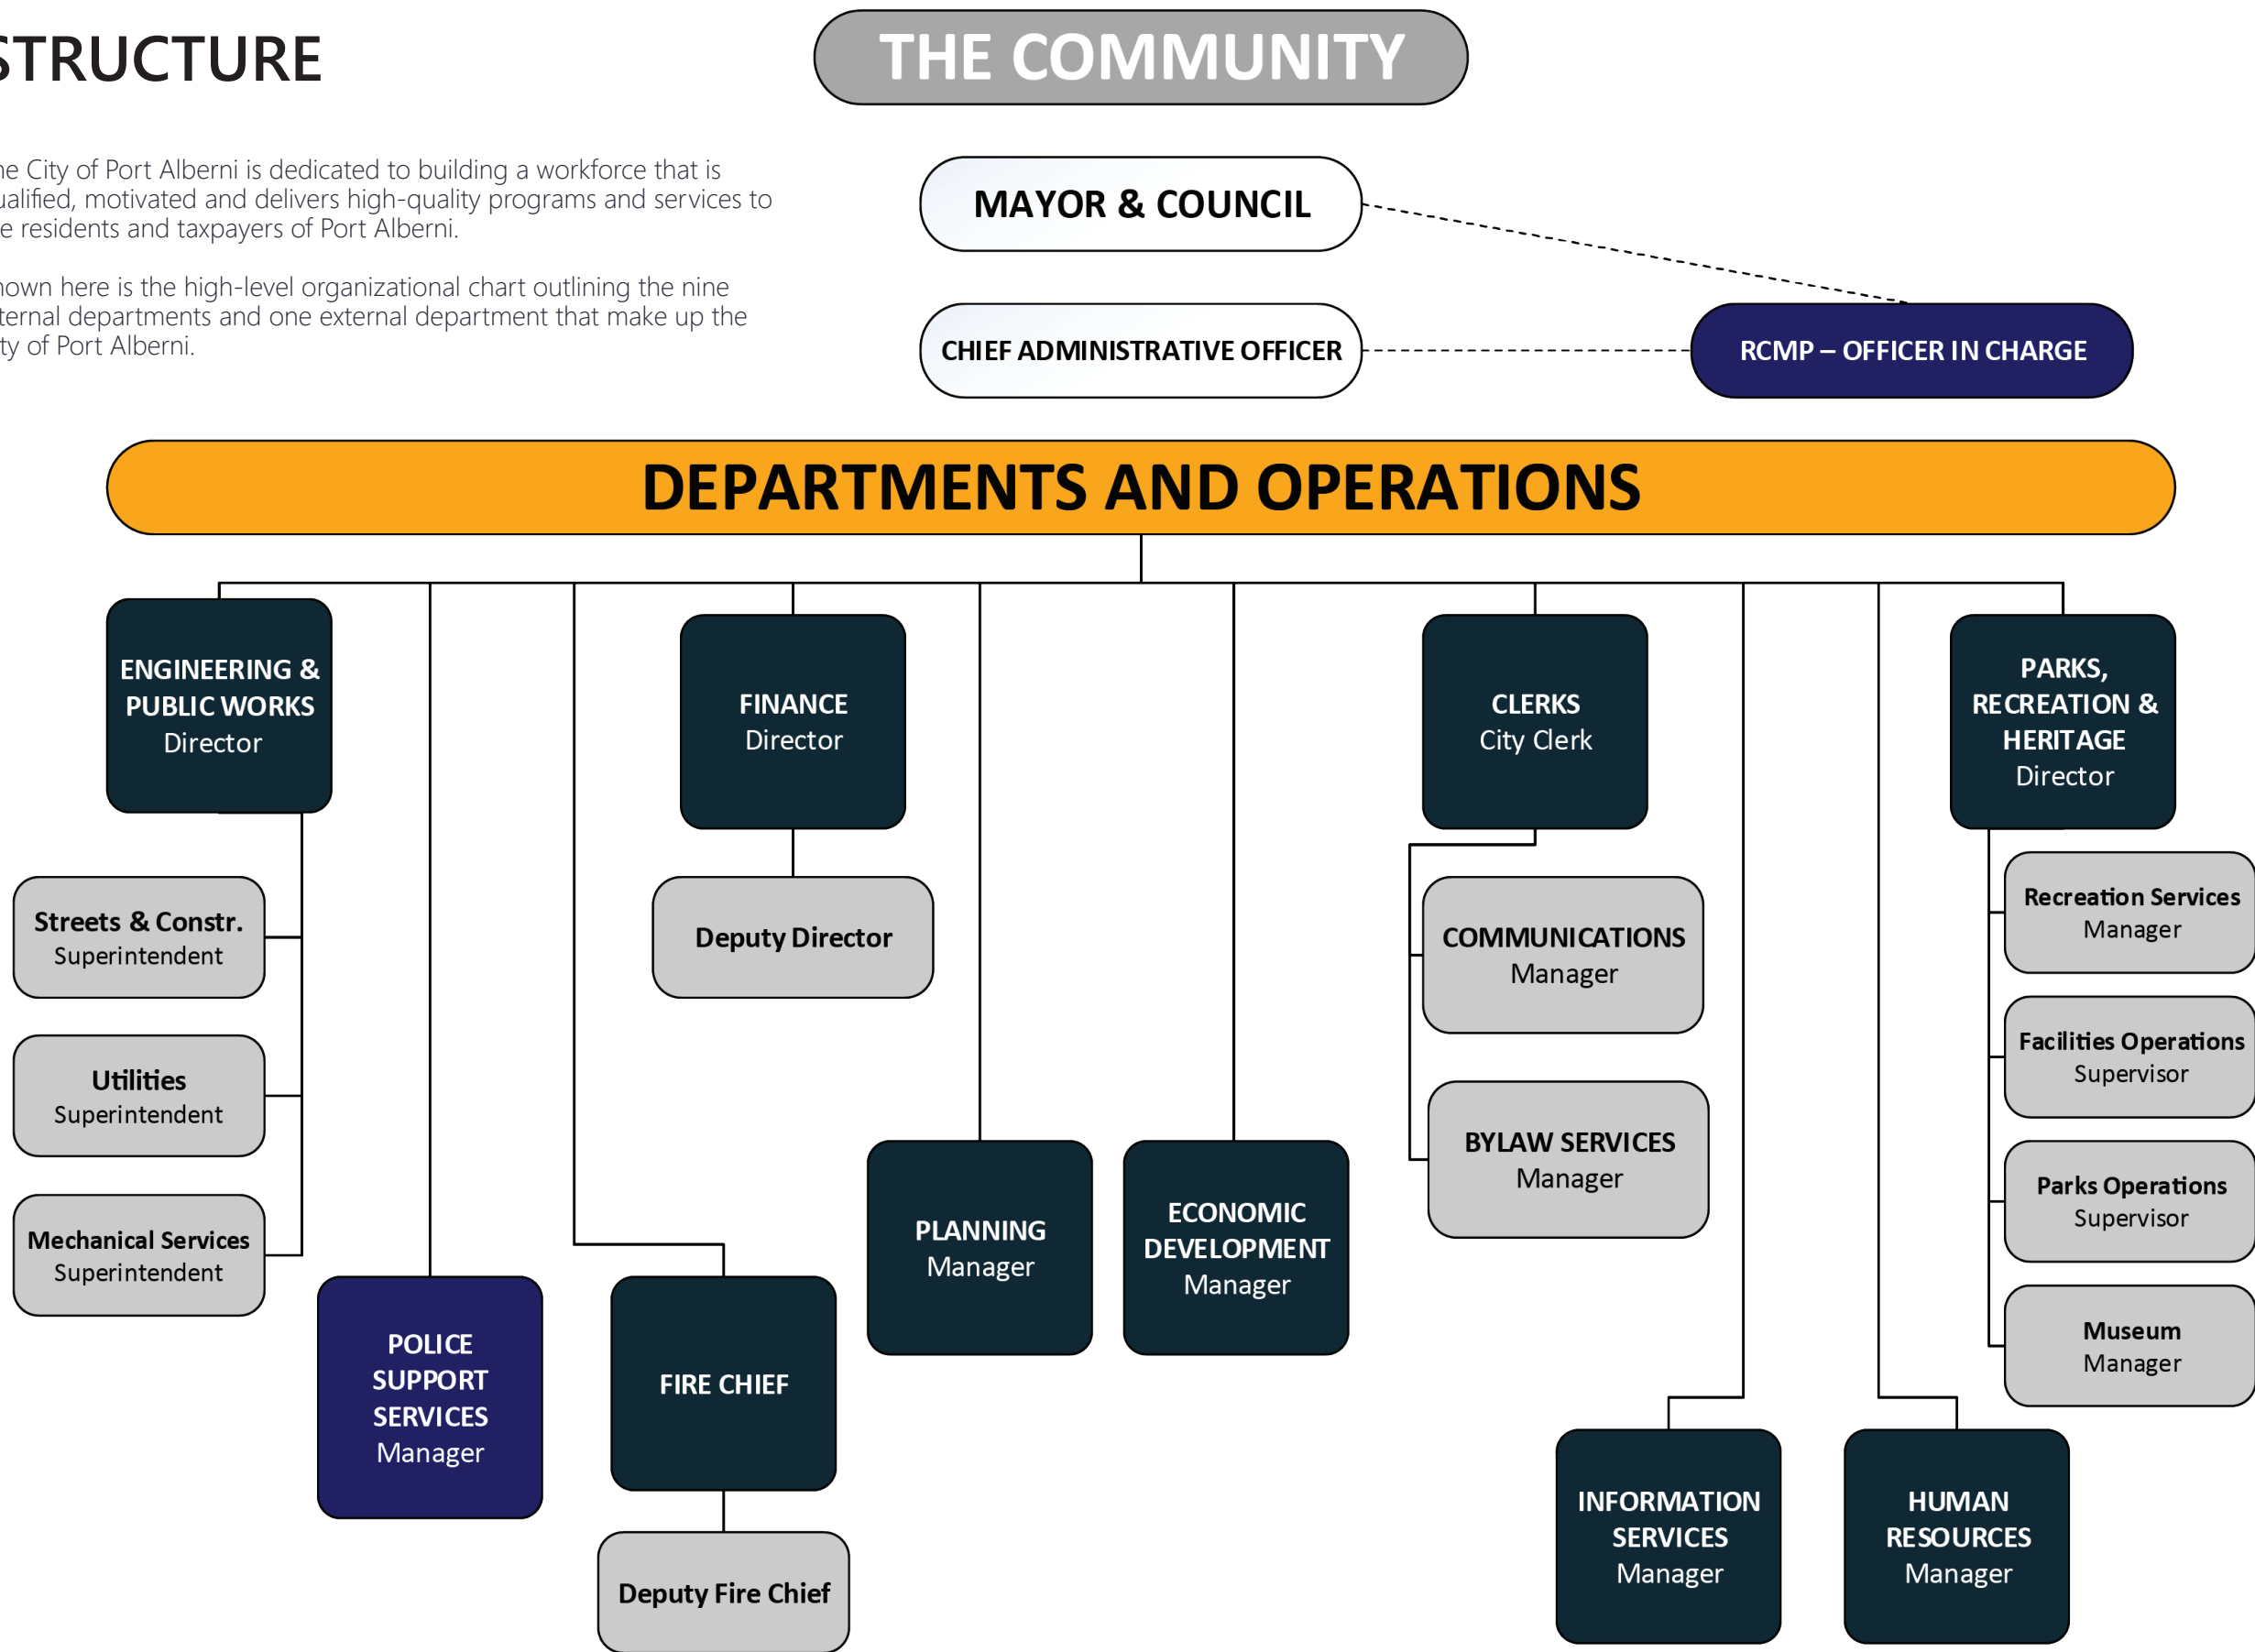 STRUCTURE
THE COMMUNITY
he City of Port Alberni is dedicated to building a workforce that is
ualified, motivated and delivers high-quality programs and services to
e residents and taxpayers of Port Alberni.
hown here is the high-level organizational chart outlining the nine
ternal departments and one external department that make up the
ty of Port Alberni.
MAYOR & COUNCIL
CHIEF ADMINISTRATIVE OFFICER
RCMP – OFFICER IN CHARGE
DEPARTMENTS AND OPERATIONS
ENGINEERING &
PUBLIC WORKS
Director
Streets & Constr.
Superintendent
Utilities
Superintendent
Mechanical Services
Superintendent
POLICE
SUPPORT
SERVICES
Manager
FIRE CHIEF
Deputy Fire Chief
FINANCE
Director
Deputy Director
PLANNING
Manager
ECONOMIC
DEVELOPMENT
Manager
CLERKS
City Clerk
COMMUNICATIONS
Manager
BYLAW SERVICES
Manager
INFORMATION
SERVICES
Manager
HUMAN
RESOURCES
Manager
PARKS,
RECREATION &
HERITAGE
Director
Recreation Services
Manager
Facilities Operations
Supervisor
Parks Operations
Supervisor
Museum
Manager